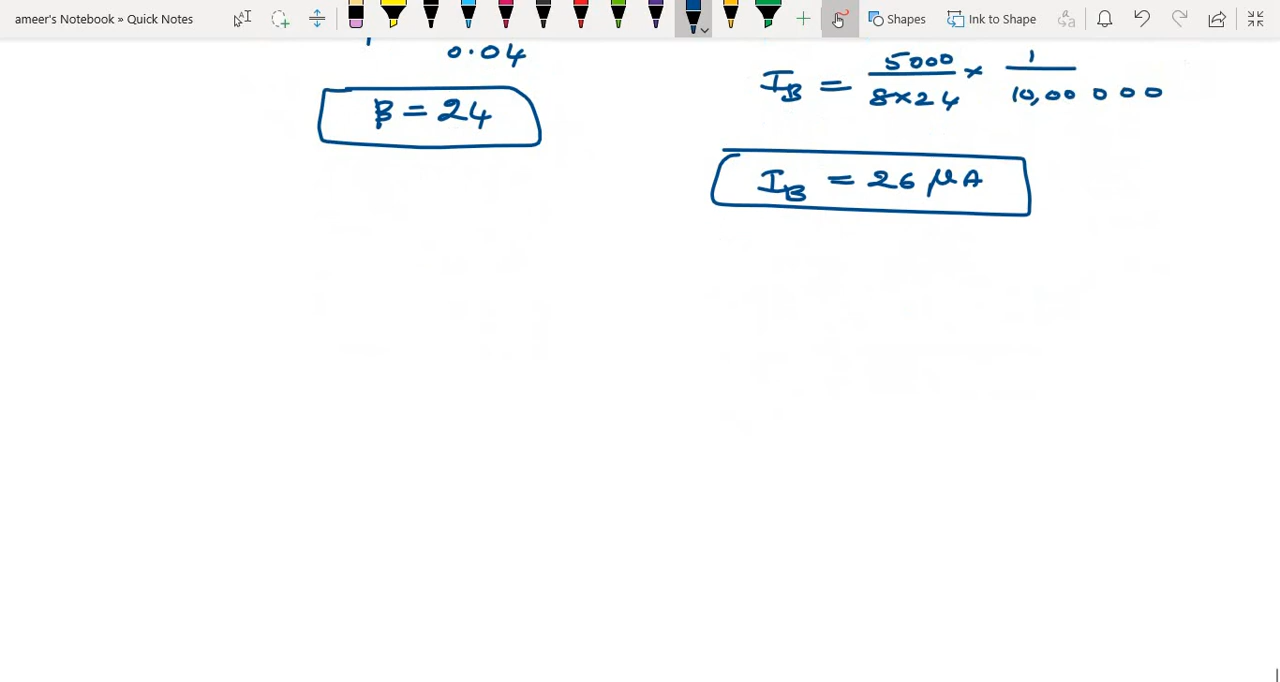 ameer's Notebook » Quick Notes
Shapes
Ink to Shape
0.04
β = 24
I_B = 5000 / 8×24 × 1 / 10,00 000
I_B = 26 μA